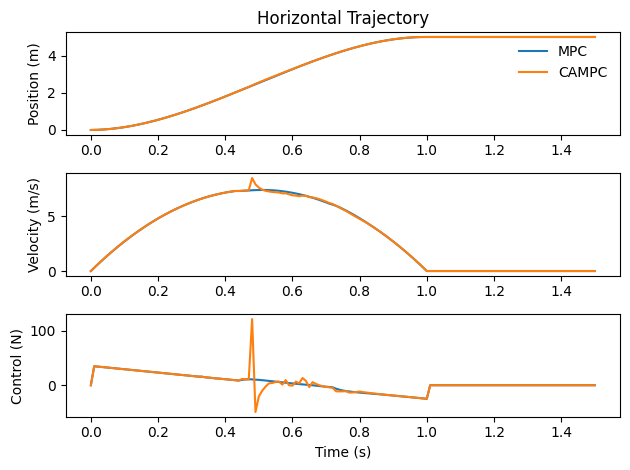 Horizontal Trajectory
Position (m)
4
2
0
MPC
CAMPC
0.0 0.2 0.4 0.6 0.8 1.0 1.2 1.4
Velocity (m/s)
5
0
0.0 0.2 0.4 0.6 0.8 1.0 1.2 1.4
Control (N)
100
0
0.0 0.2 0.4 0.6 0.8 1.0 1.2 1.4
Time (s)